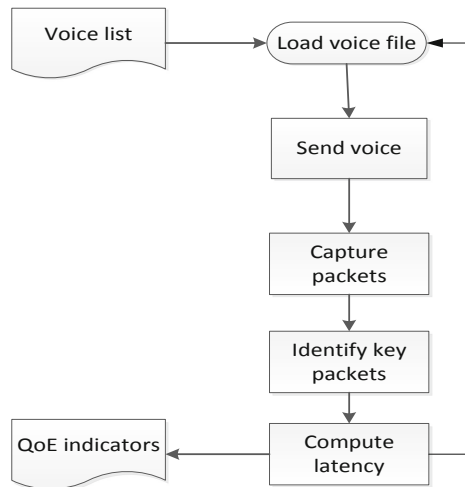 Voice list
Load voice file
Send voice
Capture
packets
Identify key
packets
QoE indicators
Compute
latency